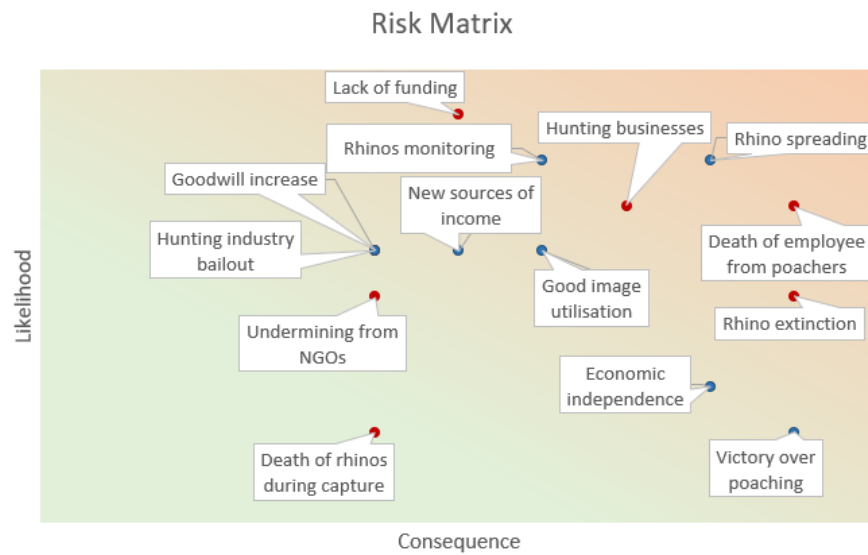 Risk Matrix
Lack of funding
Hunting businesses
Rhino spreading
Rhinos monitoring
Goodwill increase
New sources of
income
Hunting industry
bailout
Death of employee
from poachers
Good image
utilisation
Likelihood
Undermining from
NGOs
Rhino extinction
Economic
independence
Death of rhinos
during capture
Victory over
poaching
Consequence